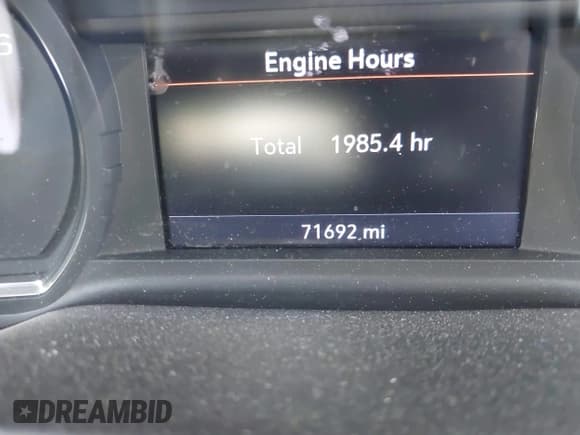 Engine Hours
Total 1985.4 hr
71692 mi
DREAMBID